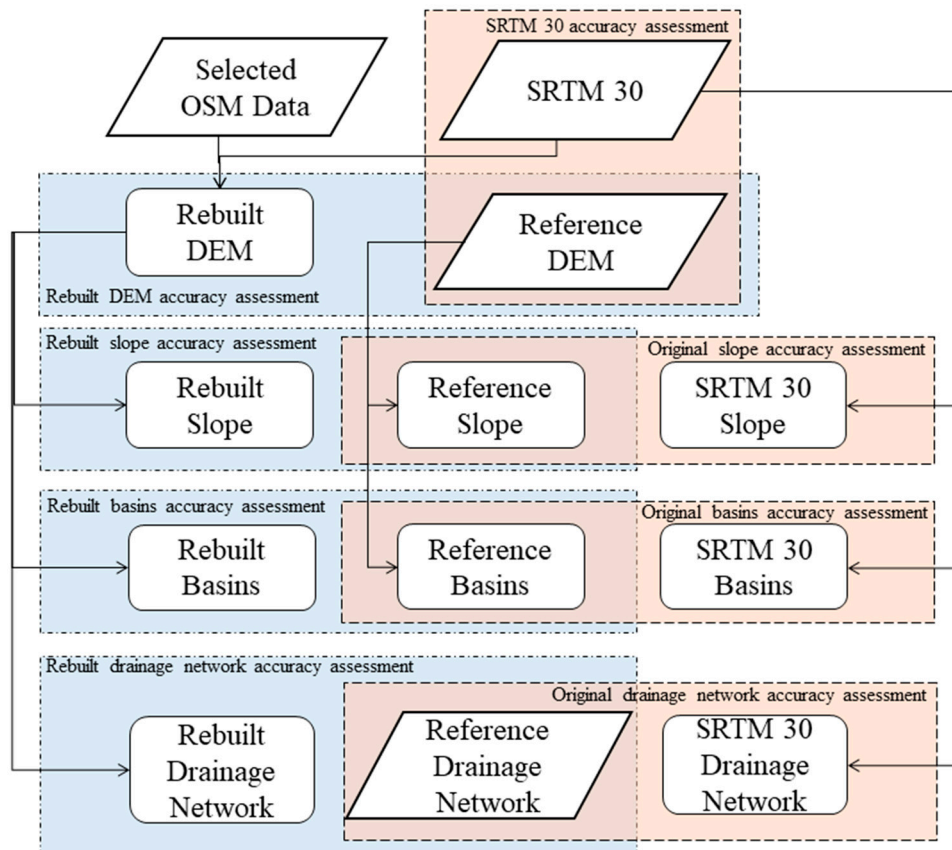 SRTM 30 accuracy assessment
Selected
OSM Data
SRTM 30
Rebuilt
DEM
Reference
DEM
Rebuilt DEM accuracy assessment
Rebuilt slope accuracy assessment
Original slope accuracy assessment
Rebuilt
Slope
Reference
Slope
SRTM 30
Slope
Rebuilt basins accuracy assessment
Original basins accuracy assessment
Rebuilt
Basins
Reference
Basins
SRTM 30
Basins
Rebuilt drainage network accuracy assessment
Original drainage network accuracy assessment
Rebuilt
Drainage
Network
Reference
Drainage
Network
SRTM 30
Drainage
Network